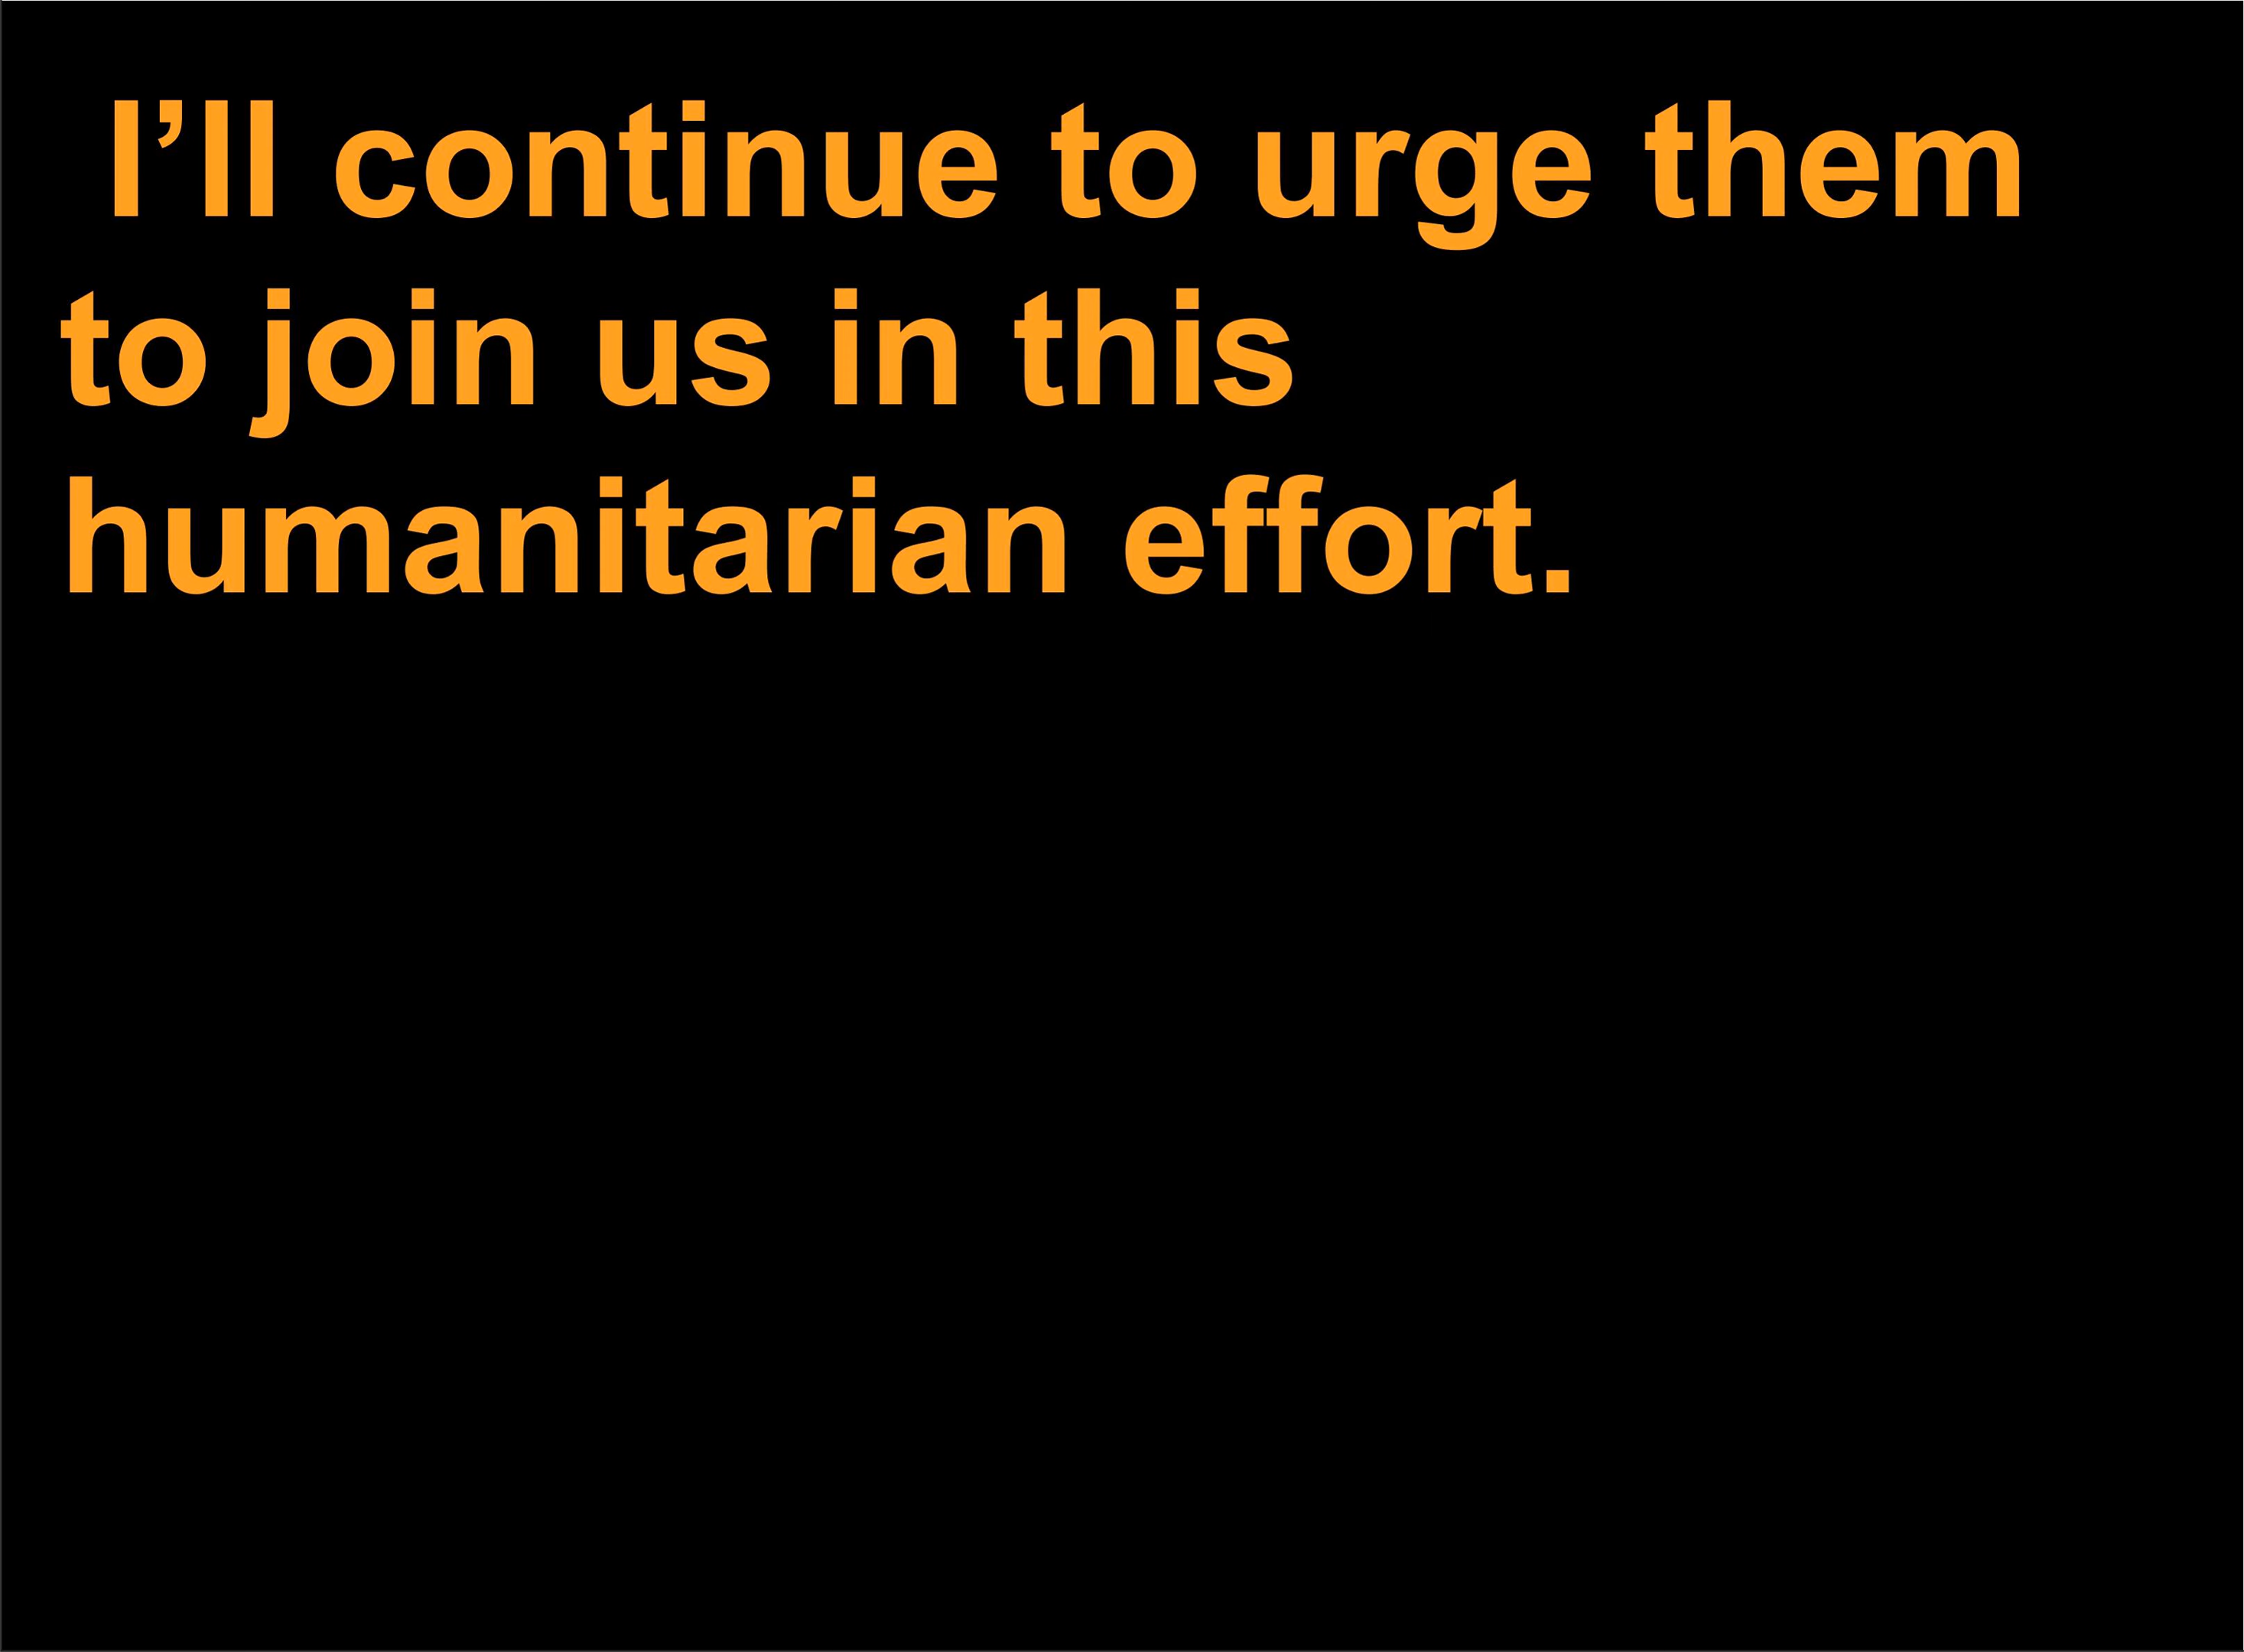 I’ll continue to urge them
to join us in this
humanitarian effort.